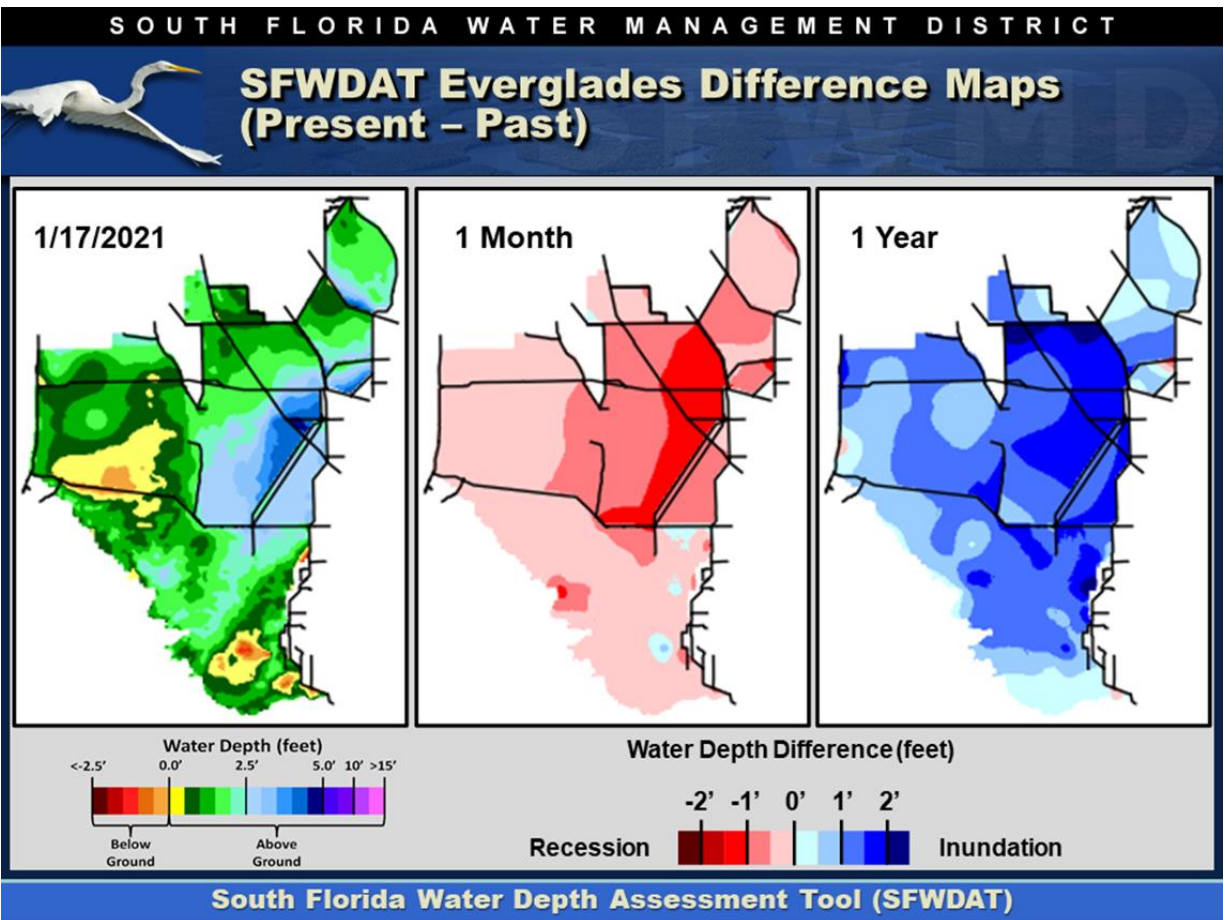 SOUTH FLORIDA WATER MANAGEMENT DISTRICT
SFWDAT Everglades Difference Maps
(Present – Past)
1/17/2021
1 Month
1 Year
Water Depth (feet)
<-2.5' 0.0' 2.5' 5.0' 10' >15'
Below
Ground
Above
Ground
Water Depth Difference (feet)
-2' -1' 0' 1' 2'
Recession
Inundation
South Florida Water Depth Assessment Tool (SFWDAT)